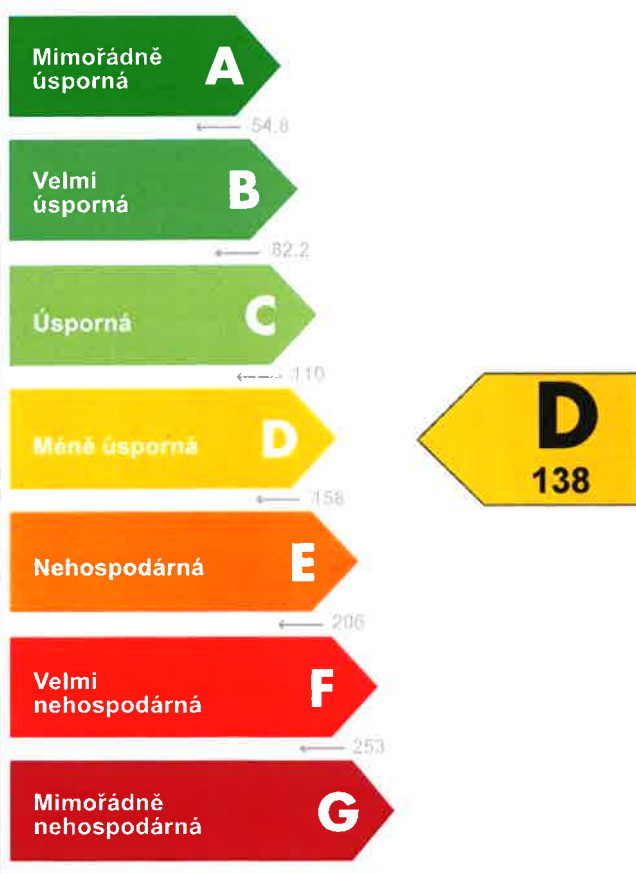 Mimořádně
úsporná
A
54.8
Velmi
úsporná
B
82.2
Úsporná
C
110
Méně úsporná
D
158
D
138
Nehospodárná
E
206
Velmi
nehospodárná
F
253
Mimořádně
nehospodárná
G